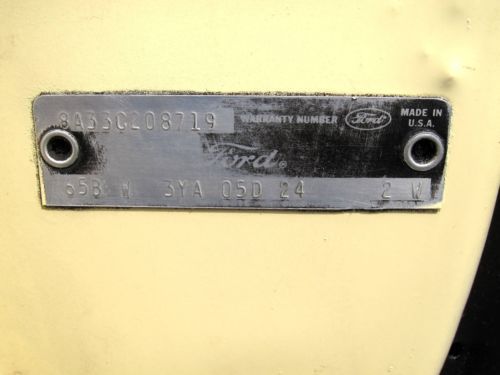 8A33C208719 WARRANTY NUMBER Ford MADE IN
U.S.A.
Ford®
65B W 3YA 05D 24 2 W